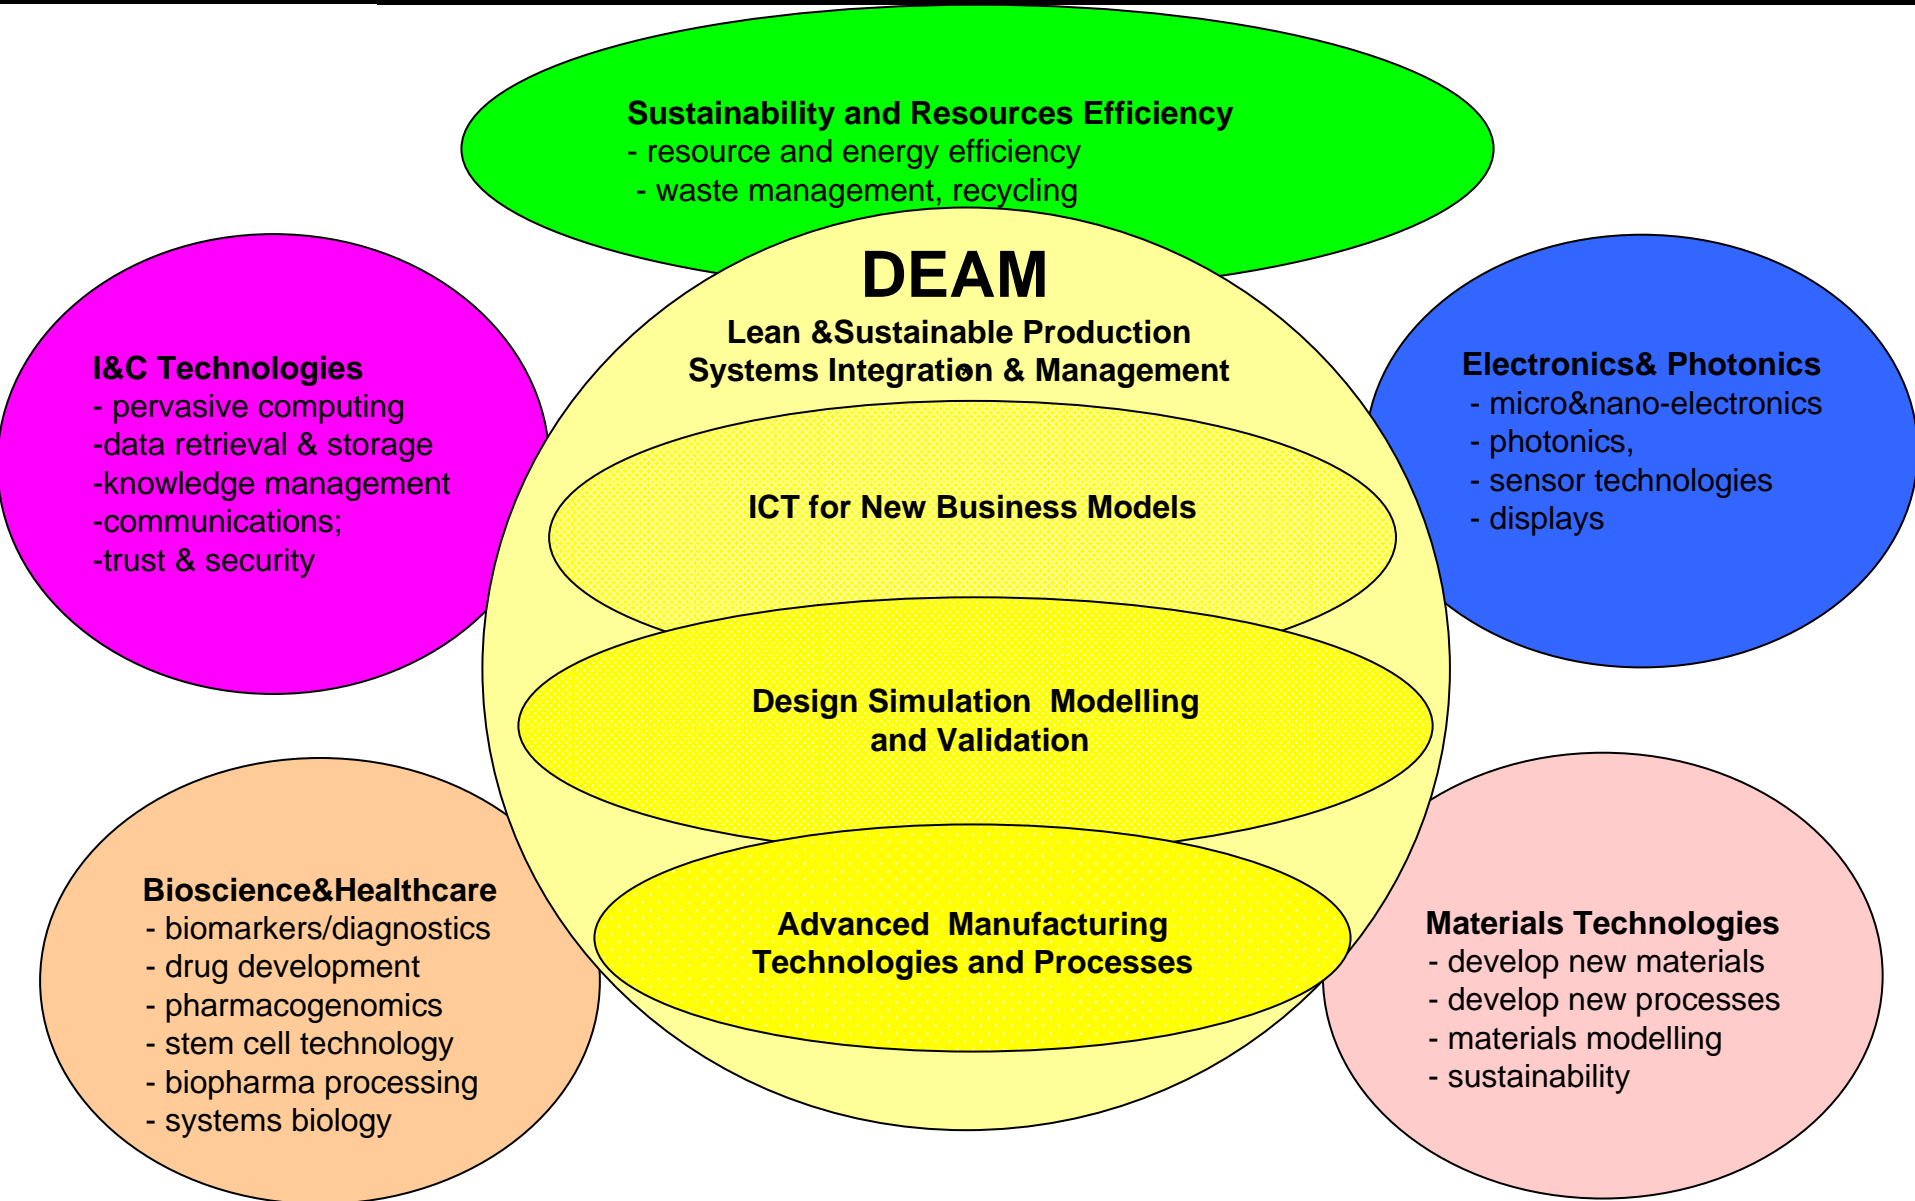 Sustainability and Resources Efficiency
- resource and energy efficiency
- waste management, recycling
DEAM
Lean &Sustainable Production
Systems Integration & Management
I&C Technologies
- pervasive computing
-data retrieval & storage
-knowledge management
-communications;
-trust & security
Electronics& Photonics
- micro&nano-electronics
- photonics,
- sensor technologies
- displays
ICT for New Business Models
Design Simulation  Modelling
and Validation
Advanced  Manufacturing
Technologies and Processes
Bioscience&Healthcare
- biomarkers/diagnostics
- drug development
- pharmacogenomics
- stem cell technology
- biopharma processing
- systems biology
Materials Technologies
- develop new materials
- develop new processes
- materials modelling
- sustainability